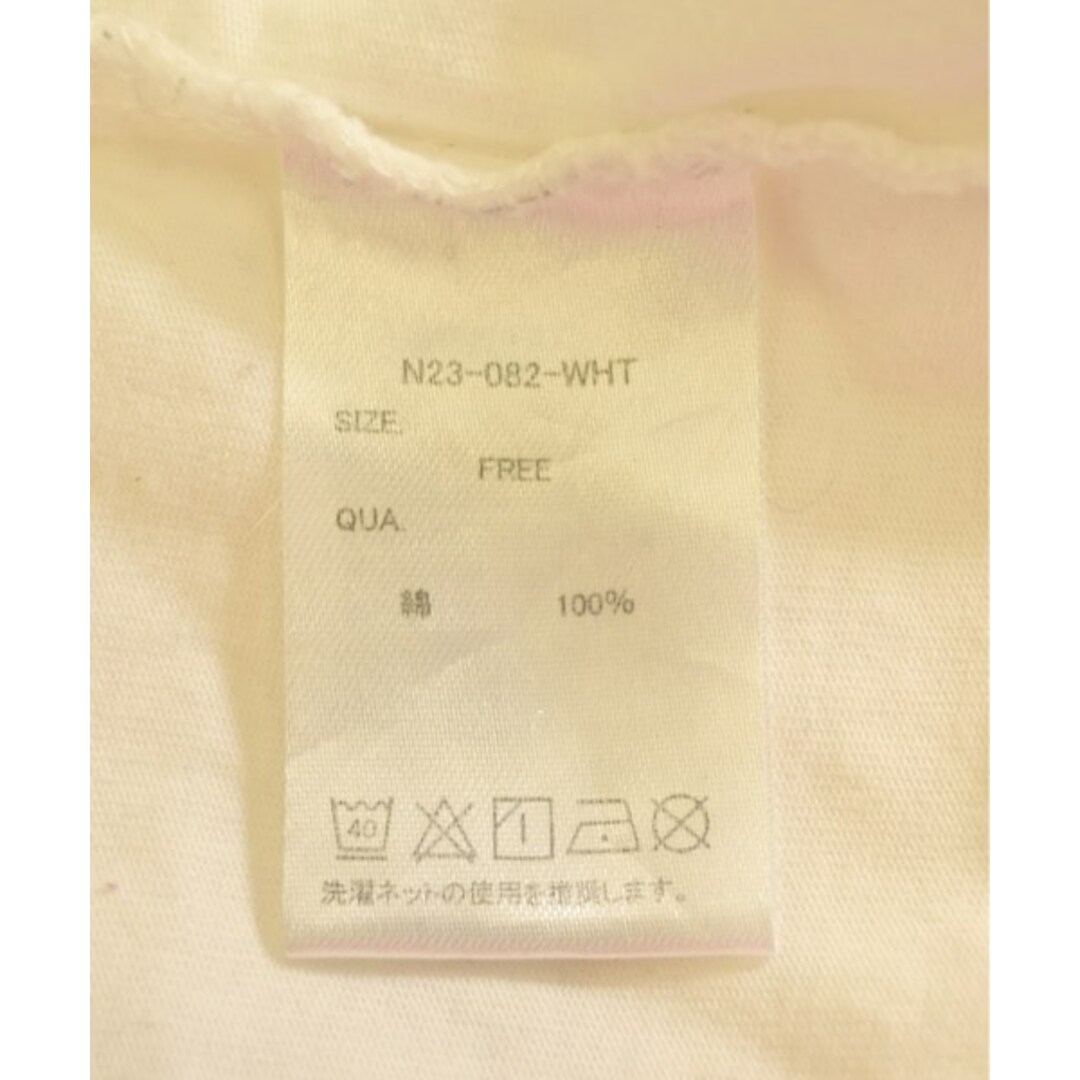 N23-082-WHT
SIZE.
FREE
QUA.
綿 100%
40
洗濯ネットの使用を推奨します。